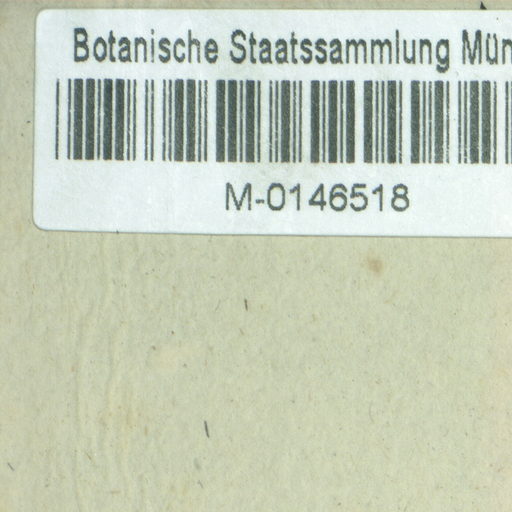 Botanische Staatssammlung Mün
M-0146518